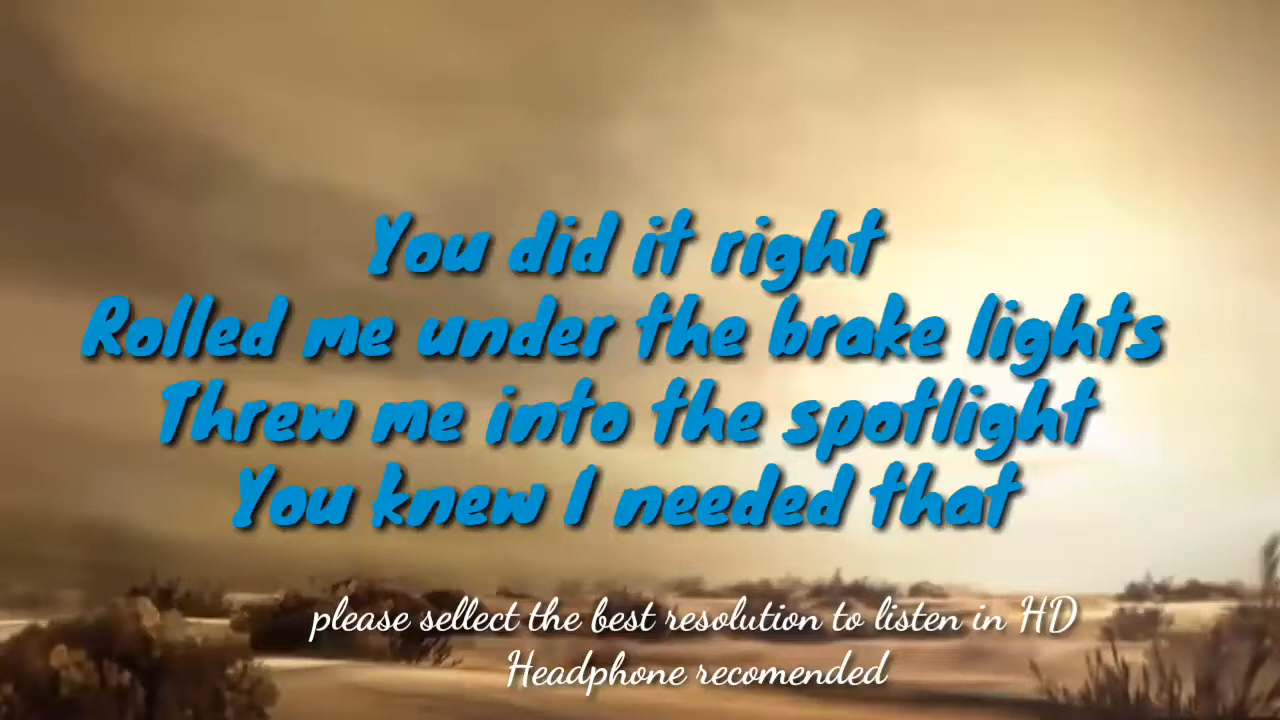 You did it right
Rolled me under the brake lights
Threw me into the spotlight
You knew I needed that
please sellect the best resolution to listen in HD
Headphone recomended